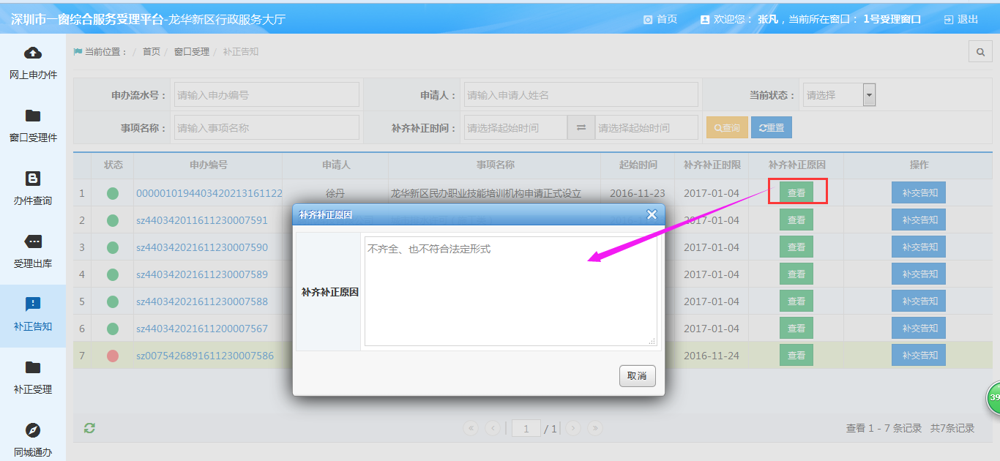 深圳市一窗综合服务受理平台-龙华新区行政服务大厅
首页 欢迎您： 张凡，当前所在窗口： 1号受理窗口 退出
网上申办件
窗口受理件
办件查询
受理出库
补正告知
补正受理
同城通办
当前位置： / 首页 / 窗口受理 / 补正告知
申办流水号： 请输入申办编号 申请人： 请输入申请人姓名 当前状态： 请选择
事项名称： 请输入事项名称 补齐补正时间： 请选择起始时间 请选择起始时间 查询 重置
状态 申办编号 申请人 事项名称 起始时间 补齐补正时限 补齐补正原因 操作
1 0000010194403420213161122 徐丹 龙华新区民办职业技能培训机构申请正式设立 2016-11-23 2017-01-04 查看 补交告知
2 sz440342011611230007591 2017-01-04 查看 补交告知
3 sz440342021611230007590 2017-01-04 查看 补交告知
4 sz440342021611230007589 2017-01-04 查看 补交告知
5 sz440342021611230007588 2017-01-04 查看 补交告知
6 sz440342021611200007567 2017-01-04 查看 补交告知
7 sz0075426891611230007586 2016-11-24 查看 补交告知
补齐补正原因
补齐补正原因
不齐全、也不符合法定形式
取消
1 / 1
查看 1 - 7 条记录 共7条记录
39